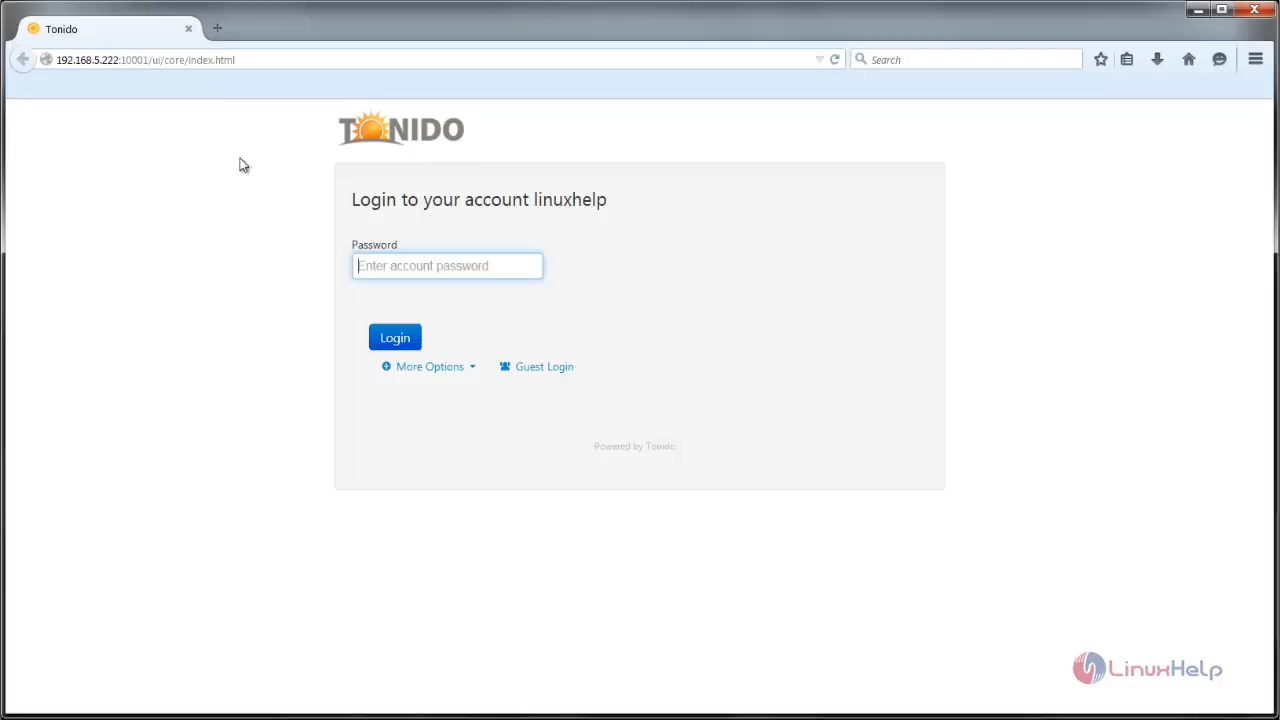 Tonido
192.168.5.222:10001/ui/core/index.html
Search
TONIDO
Login to your account linuxhelp
Password
Enter account password
Login
More Options
Guest Login
Powered by Tonido
LinuxHelp